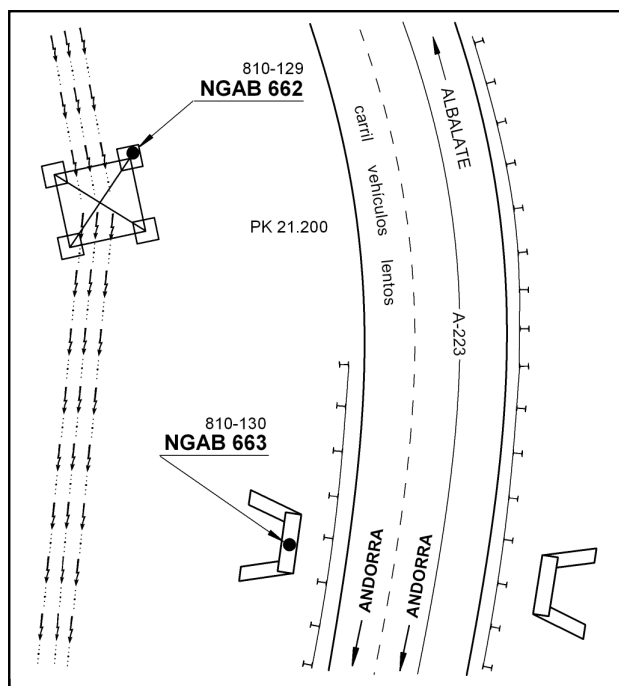 810-129
NGAB 662
ALBALATE
carril vehículos lentos
PK 21.200
A-223
810-130
NGAB 663
ANDORRA
ANDORRA